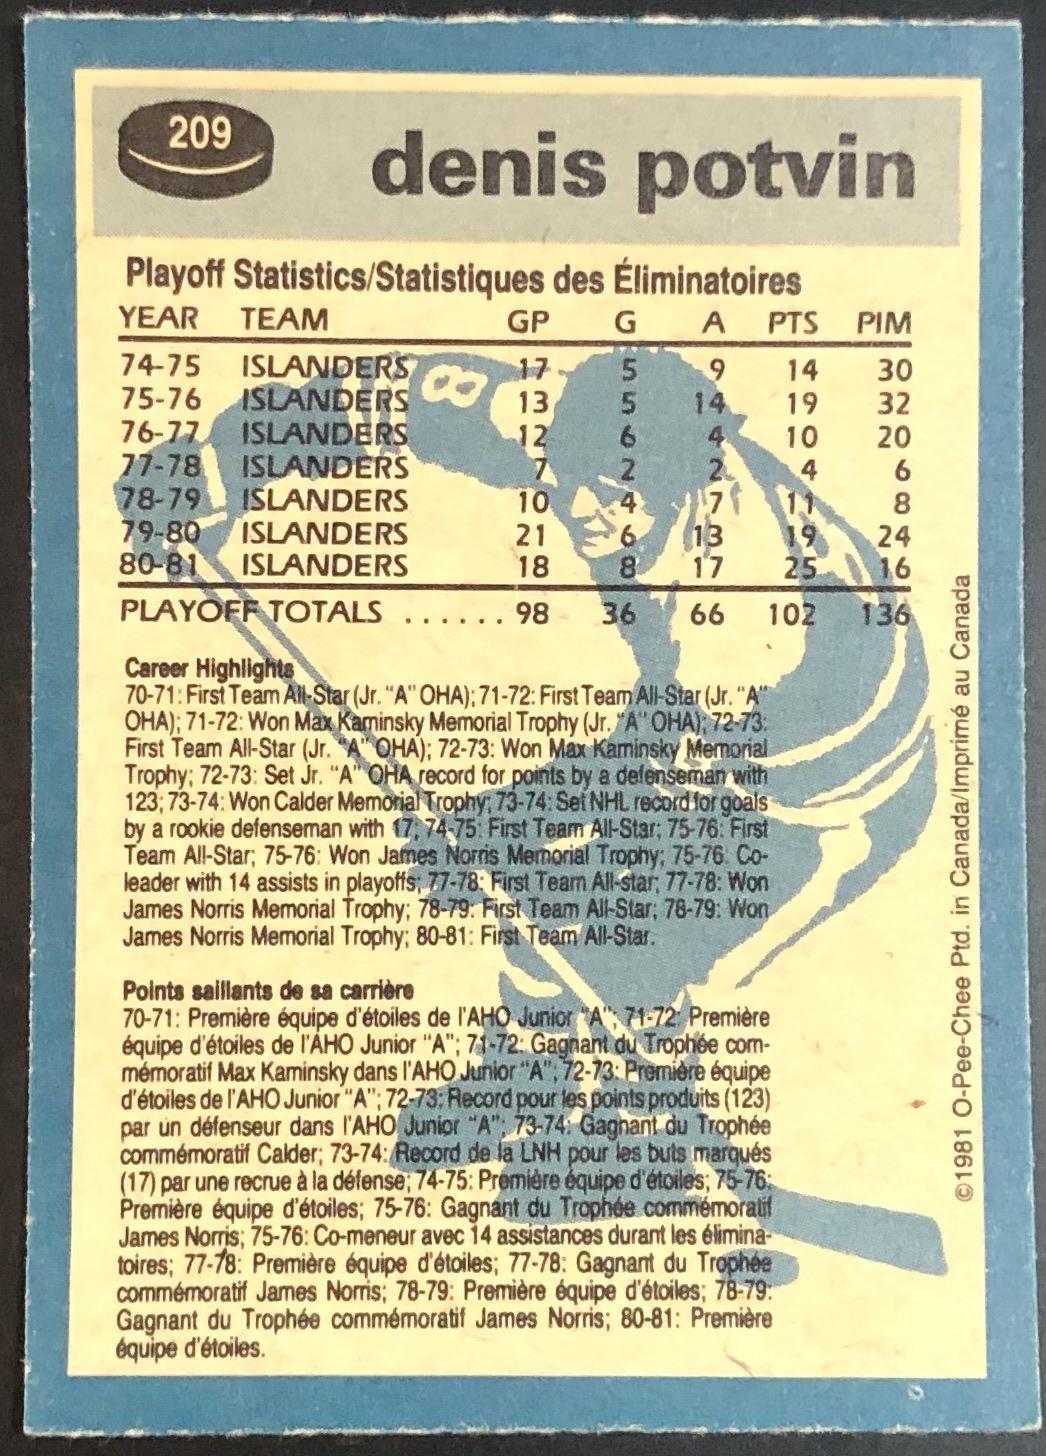 209
denis potvin
Playoff Statistics/Statistiques des Éliminatoires
YEAR TEAM GP G A PTS PIM
74-75 ISLANDERS 17 5 9 14 30
75-76 ISLANDERS 13 5 14 19 32
76-77 ISLANDERS 12 6 4 10 20
77-78 ISLANDERS 7 2 2 4 6
78-79 ISLANDERS 10 4 7 11 8
79-80 ISLANDERS 21 6 13 19 24
80-81 ISLANDERS 18 8 17 25 16
PLAYOFF TOTALS ...... 98 36 66 102 136
Career Highlights
70-71: First Team All-Star (Jr. "A" OHA); 71-72: First Team All-Star (Jr. "A"
OHA); 71-72: Won Max Kaminsky Memorial Trophy (Jr. "A" OHA); 72-73:
First Team All-Star (Jr. "A" OHA); 72-73: Won Max Kaminsky Memorial
Trophy; 72-73: Set Jr. "A" OHA record for points by a defenseman with
123; 73-74: Won Calder Memorial Trophy; 73-74: Set NHL record for goals
by a rookie defenseman with 17; 74-75: First Team All-Star; 75-76: First
Team All-Star; 75-76: Won James Norris Memorial Trophy; 75-76: Co-
leader with 14 assists in playoffs; 77-78: First Team All-star; 77-78: Won
James Norris Memorial Trophy; 78-79: First Team All-Star; 78-79: Won
James Norris Memorial Trophy; 80-81: First Team All-Star.
Points saillants de sa carrière
70-71: Première équipe d'étoiles de l'AHO Junior "A"; 71-72: Première
équipe d'étoiles de l'AHO Junior "A"; 71-72: Gagnant du Trophée com-
mémoratif Max Kaminsky dans l'AHO Junior "A"; 72-73: Première équipe
d'étoiles de l'AHO Junior "A"; 72-73: Record pour les points produits (123)
par un défenseur dans l'AHO Junior "A"; 73-74: Gagnant du Trophée
commémoratif Calder; 73-74: Record de la LNH pour les buts marqués
(17) par une recrue à la défense; 74-75: Première équipe d'étoiles; 75-76:
Première équipe d'étoiles; 75-76: Gagnant du Trophée commémoratif
James Norris; 75-76: Co-meneur avec 14 assistances durant les élimina-
toires; 77-78: Première équipe d'étoiles; 77-78: Gagnant du Trophée
commémoratif James Norris; 78-79: Première équipe d'étoiles; 78-79:
Gagnant du Trophée commémoratif James Norris; 80-81: Première
équipe d'étoiles.
©1981 O-Pee-Chee Ptd. in Canada/Imprimé au Canada
8